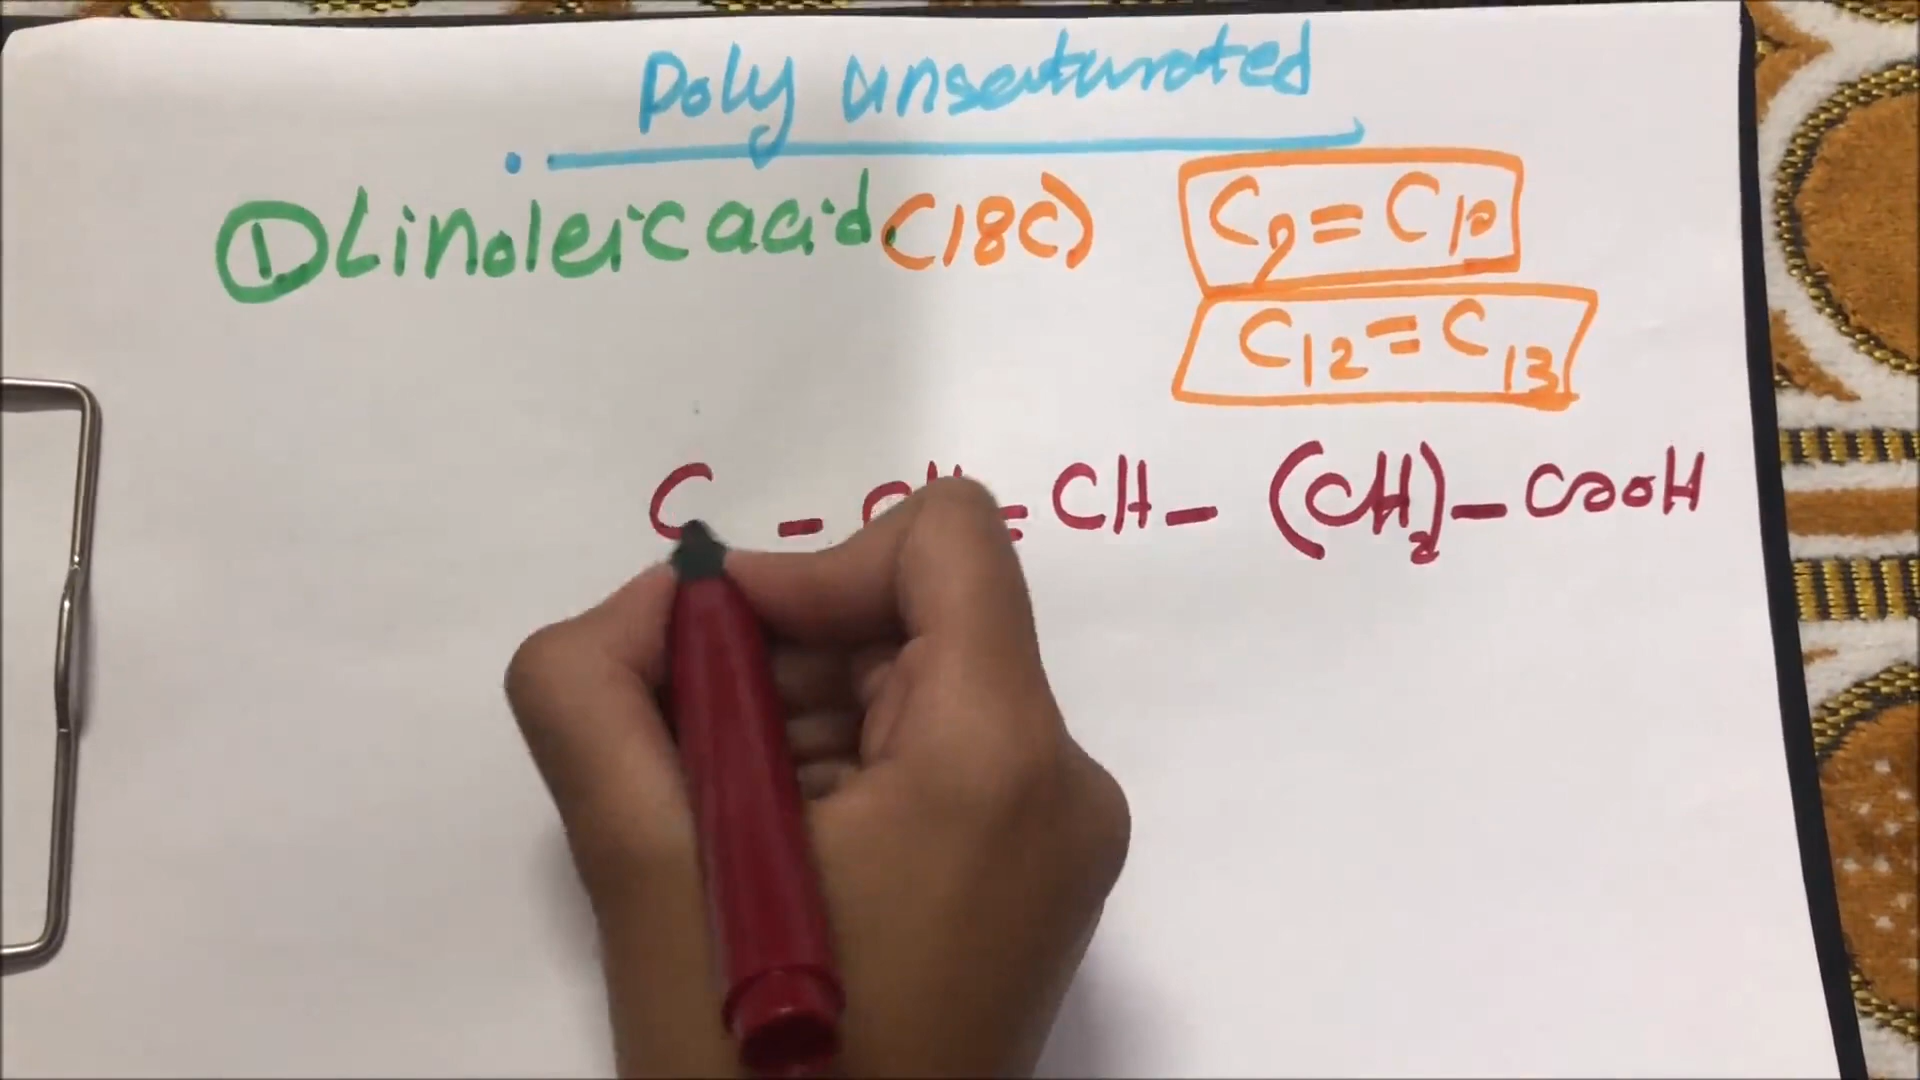 Poly unsaturated
① Linoleic acid (18C)
C9 = C10
C12 = C13
C - CH = CH - (CH2) - COOH